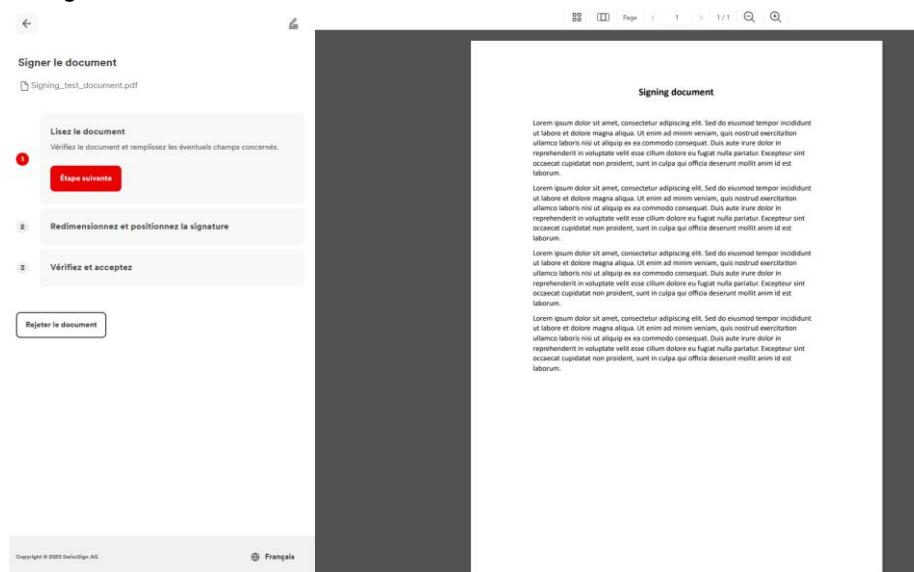 Signer le document
Signing_test_document.pdf
1
Lisez le document
Vérifiez le document et remplissez les éventuels champs concernés.
Étape suivante
2
Redimensionnez et positionnez la signature
3
Vérifiez et acceptez
Rejeter le document
Copyright © 2025 SwissSign AG
Français
Page
1
1 / 1
Signing document
Lorem ipsum dolor sit amet, consectetur adipiscing elit. Sed do eiusmod tempor incididunt
ut labore et dolore magna aliqua. Ut enim ad minim veniam, quis nostrud exercitation
ullamco laboris nisi ut aliquip ex ea commodo consequat. Duis aute irure dolor in
reprehenderit in voluptate velit esse cillum dolore eu fugiat nulla pariatur. Excepteur sint
occaecat cupidatat non proident, sunt in culpa qui officia deserunt mollit anim id est
laborum.
Lorem ipsum dolor sit amet, consectetur adipiscing elit. Sed do eiusmod tempor incididunt
ut labore et dolore magna aliqua. Ut enim ad minim veniam, quis nostrud exercitation
ullamco laboris nisi ut aliquip ex ea commodo consequat. Duis aute irure dolor in
reprehenderit in voluptate velit esse cillum dolore eu fugiat nulla pariatur. Excepteur sint
occaecat cupidatat non proident, sunt in culpa qui officia deserunt mollit anim id est
laborum.
Lorem ipsum dolor sit amet, consectetur adipiscing elit. Sed do eiusmod tempor incididunt
ut labore et dolore magna aliqua. Ut enim ad minim veniam, quis nostrud exercitation
ullamco laboris nisi ut aliquip ex ea commodo consequat. Duis aute irure dolor in
reprehenderit in voluptate velit esse cillum dolore eu fugiat nulla pariatur. Excepteur sint
occaecat cupidatat non proident, sunt in culpa qui officia deserunt mollit anim id est
laborum.
Lorem ipsum dolor sit amet, consectetur adipiscing elit. Sed do eiusmod tempor incididunt
ut labore et dolore magna aliqua. Ut enim ad minim veniam, quis nostrud exercitation
ullamco laboris nisi ut aliquip ex ea commodo consequat. Duis aute irure dolor in
reprehenderit in voluptate velit esse cillum dolore eu fugiat nulla pariatur. Excepteur sint
occaecat cupidatat non proident, sunt in culpa qui officia deserunt mollit anim id est
laborum.